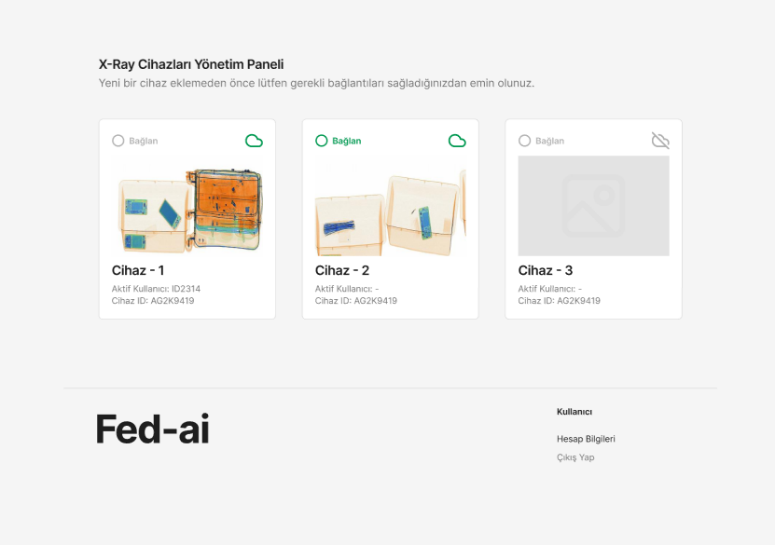 X-Ray Cihazları Yönetim Paneli
Yeni bir cihaz eklemeden önce lütfen gerekli bağlantıları sağladığınızdan emin olunuz.
Bağlan
Cihaz - 1
Aktif Kullanıcı: ID2314
Cihaz ID: AG2K9419
Bağlan
Cihaz - 2
Aktif Kullanıcı: -
Cihaz ID: AG2K9419
Bağlan
Cihaz - 3
Aktif Kullanıcı: -
Cihaz ID: AG2K9419
Fed-ai
Kullanıcı
Hesap Bilgileri
Çıkış Yap